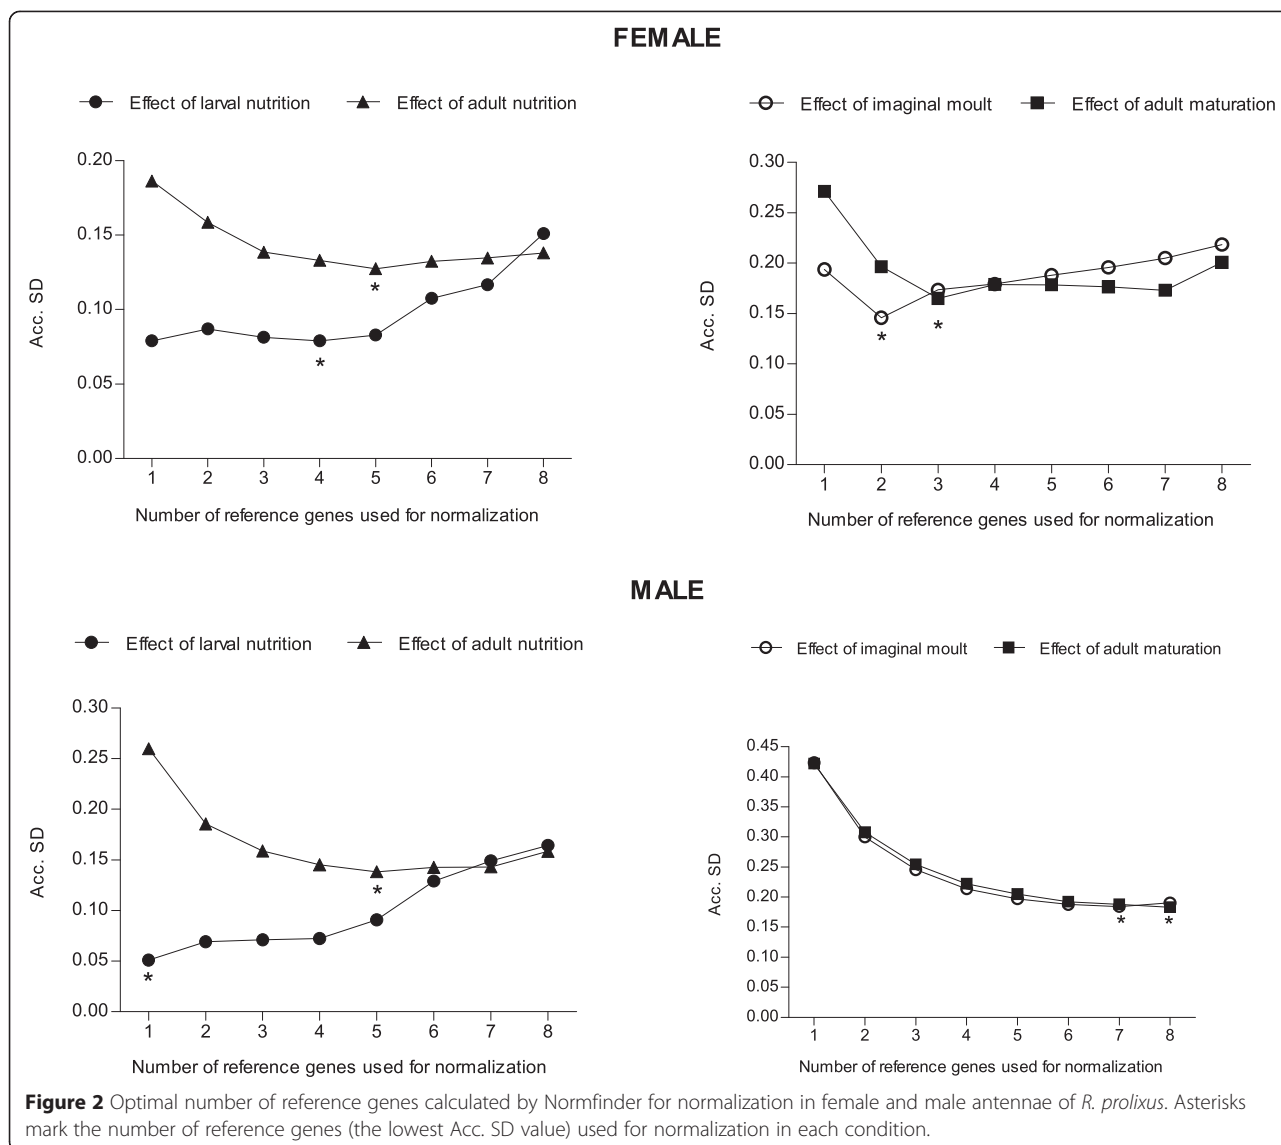 FEMALE
Effect of larval nutrition Effect of adult nutrition
0.20
0.15
0.10
0.05
0.00
Acc. SD
* *
1 2 3 4 5 6 7 8
Number of reference genes used for normalization
Effect of imaginal moult Effect of adult maturation
0.30
0.25
0.20
0.15
0.10
0.05
0.00
Acc. SD
* *
1 2 3 4 5 6 7 8
Number of reference genes used for normalization
MALE
Effect of larval nutrition Effect of adult nutrition
0.30
0.25
0.20
0.15
0.10
0.05
0.00
Acc. SD
* *
1 2 3 4 5 6 7 8
Number of reference genes used for normalization
Effect of imaginal moult Effect of adult maturation
0.45
0.40
0.35
0.30
0.25
0.20
0.15
0.10
0.05
0.00
Acc. SD
* *
1 2 3 4 5 6 7 8
Number of reference genes used for normalization
Figure 2 Optimal number of reference genes calculated by Normfinder for normalization in female and male antennae of R. prolixus. Asterisks
mark the number of reference genes (the lowest Acc. SD value) used for normalization in each condition.